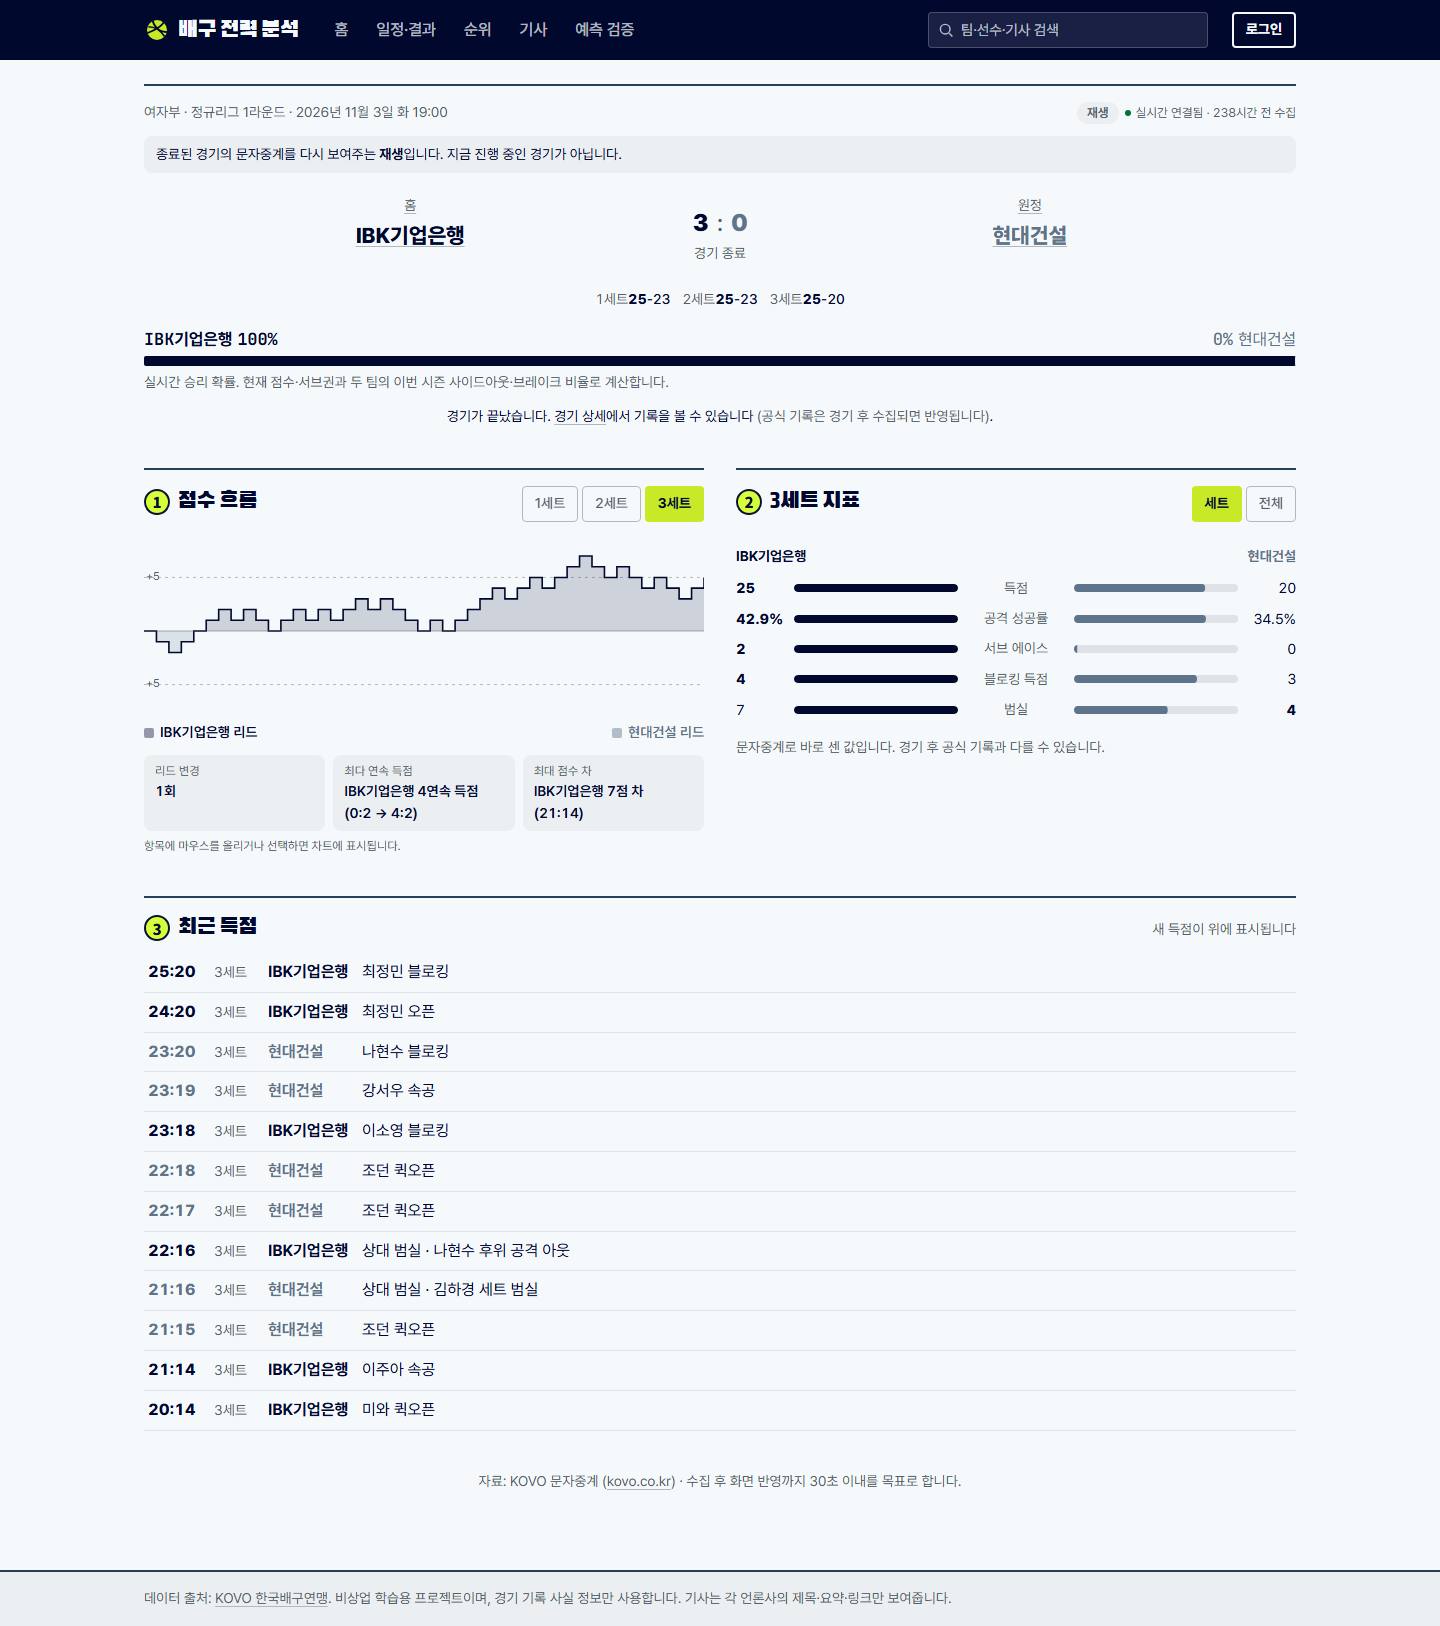 배구 전력 분석 홈 일정·결과 순위 기사 예측 검증 팀·선수·기사 검색 로그인
여자부 · 정규리그 1라운드 · 2026년 11월 3일 화 19:00 재생 실시간 연결됨 · 238시간 전 수집
종료된 경기의 문자중계를 다시 보여주는 재생입니다. 지금 진행 중인 경기가 아닙니다.
홈
IBK기업은행
3 : 0
경기 종료
원정
현대건설
1세트25-23 2세트25-23 3세트25-20
IBK기업은행 100% 0% 현대건설
실시간 승리 확률. 현재 점수·서브권과 두 팀의 이번 시즌 사이드아웃·브레이크 비율로 계산합니다.
경기가 끝났습니다. 경기 상세에서 기록을 볼 수 있습니다 (공식 기록은 경기 후 수집되면 반영됩니다).
1 점수 흐름 1세트 2세트 3세트
+5
+5
IBK기업은행 리드 현대건설 리드
리드 변경
1회
최다 연속 득점
IBK기업은행 4연속 득점
(0:2 → 4:2)
최대 점수 차
IBK기업은행 7점 차
(21:14)
항목에 마우스를 올리거나 선택하면 차트에 표시됩니다.
2 3세트 지표 세트 전체
IBK기업은행 현대건설
25 득점 20
42.9% 공격 성공률 34.5%
2 서브 에이스 0
4 블로킹 득점 3
7 범실 4
문자중계로 바로 센 값입니다. 경기 후 공식 기록과 다를 수 있습니다.
3 최근 득점 새 득점이 위에 표시됩니다
25:20 3세트 IBK기업은행 최정민 블로킹
24:20 3세트 IBK기업은행 최정민 오픈
23:20 3세트 현대건설 나현수 블로킹
23:19 3세트 현대건설 강서우 속공
23:18 3세트 IBK기업은행 이소영 블로킹
22:18 3세트 현대건설 조던 퀵오픈
22:17 3세트 현대건설 조던 퀵오픈
22:16 3세트 IBK기업은행 상대 범실 · 나현수 후위 공격 아웃
21:16 3세트 현대건설 상대 범실 · 김하경 세트 범실
21:15 3세트 현대건설 조던 퀵오픈
21:14 3세트 IBK기업은행 이주아 속공
20:14 3세트 IBK기업은행 미와 퀵오픈
자료: KOVO 문자중계 (kovo.co.kr) · 수집 후 화면 반영까지 30초 이내를 목표로 합니다.
데이터 출처: KOVO 한국배구연맹. 비상업 학습용 프로젝트이며, 경기 기록 사실 정보만 사용합니다. 기사는 각 언론사의 제목·요약·링크만 보여줍니다.